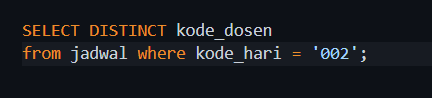 SELECT DISTINCT kode_dosen
from jadwal where kode_hari = '002';